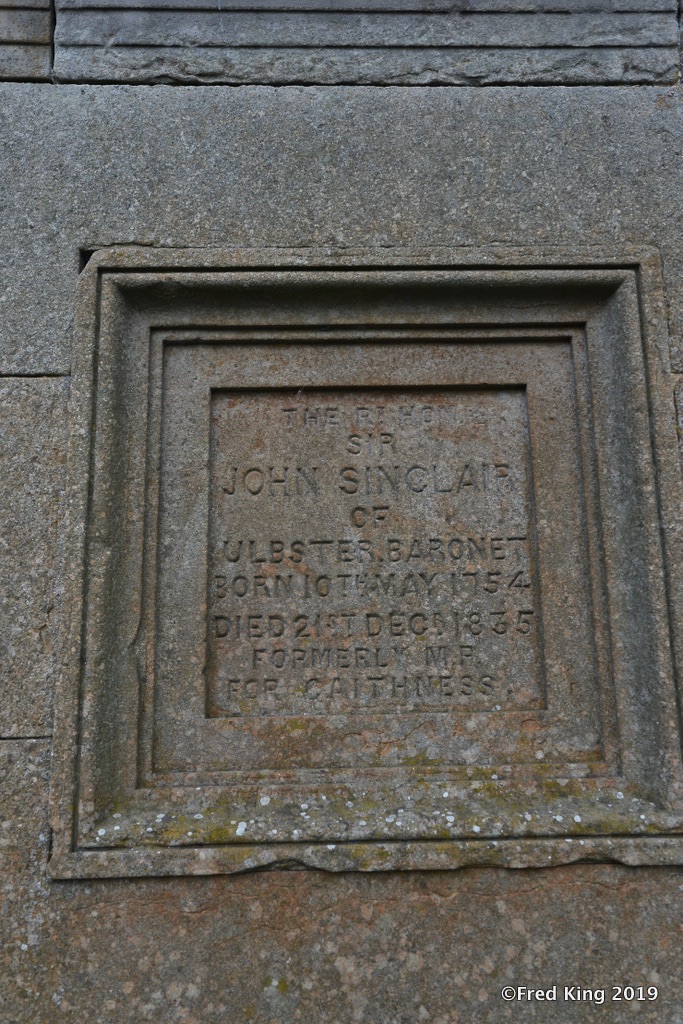 THE RT HONBLE
SIR
JOHN SINCLAIR
OF
ULBSTER, BARONET
BORN 10TH MAY 1754
DIED 21ST DECR 1835
FORMERLY M.P.
FOR CAITHNESS.
©Fred King 2019